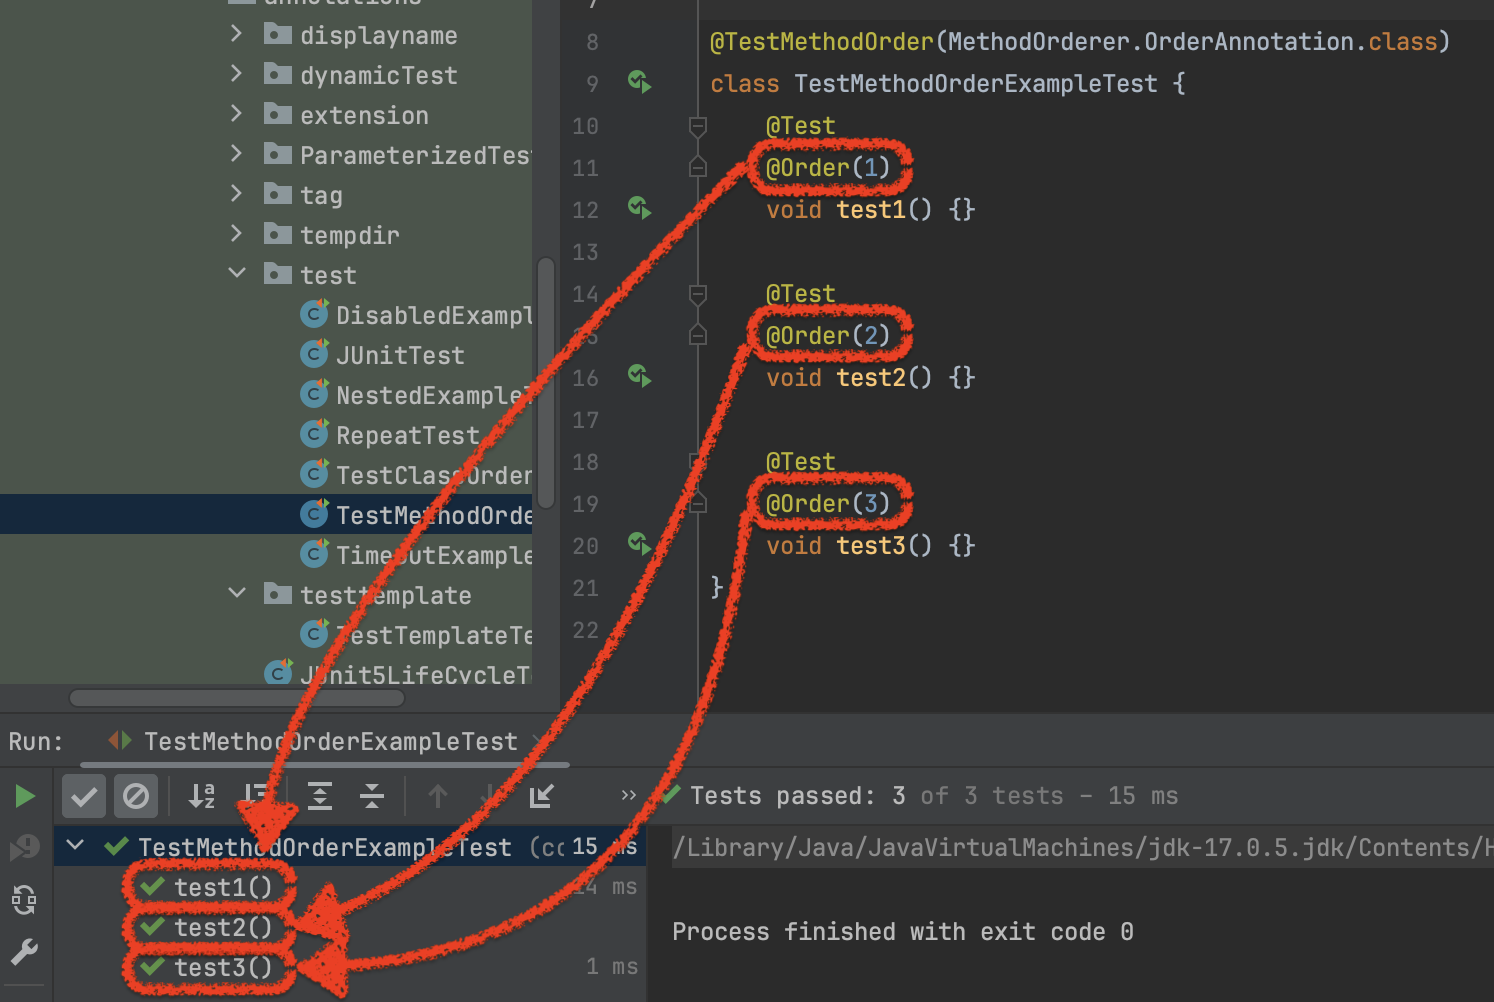 annotations
displayname
dynamicTest
extension
ParameterizedTes
tag
tempdir
test
DisabledExampl
JUnitTest
NestedExampleT
RepeatTest
TestClassOrder
TestMethodOrde
TimeoutExample
testtemplate
TestTemplateTe
JUnit5LifeCycleT
7
8 @TestMethodOrder(MethodOrderer.OrderAnnotation.class)
9 class TestMethodOrderExampleTest {
10 @Test
11 @Order(1)
12 void test1() {}
13
14 @Test
15 @Order(2)
16 void test2() {}
17
18 @Test
19 @Order(3)
20 void test3() {}
21 }
22
Run: TestMethodOrderExampleTest
Tests passed: 3 of 3 tests – 15 ms
TestMethodOrderExampleTest (co 15 ms
test1() 14 ms
test2()
test3() 1 ms
/Library/Java/JavaVirtualMachines/jdk-17.0.5.jdk/Contents/H
Process finished with exit code 0